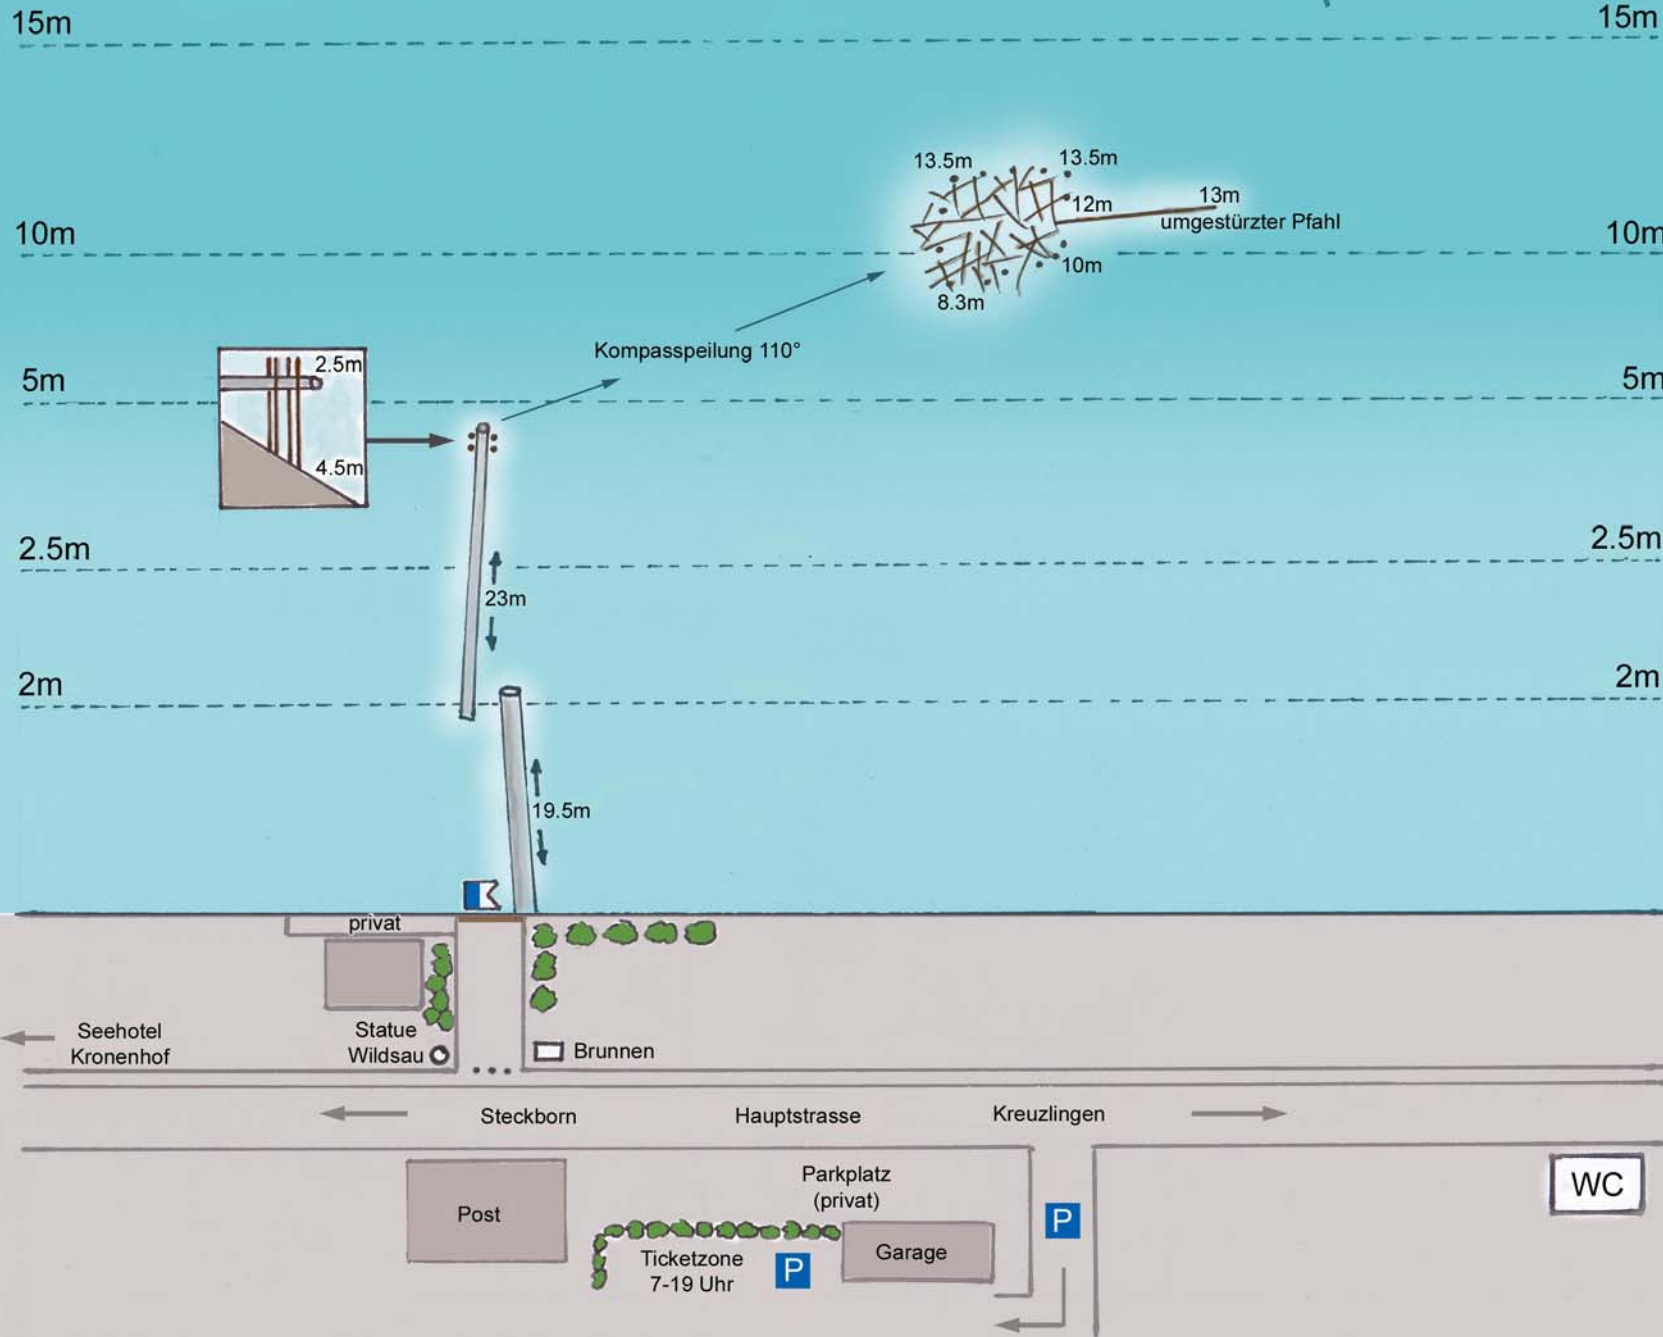 15m
15m
13.5m
13.5m
13m
12m
umgestürzter Pfahl
10m
10m
10m
8.3m
Kompasspeilung 110°
2.5m
5m
5m
4.5m
2.5m
2.5m
23m
2m
2m
19.5m
privat
Seehotel
Kronenhof
Statue
Wildsau
Brunnen
Steckborn
Hauptstrasse
Kreuzlingen
Parkplatz
(privat)
WC
Post
P
Garage
Ticketzone
7-19 Uhr
P